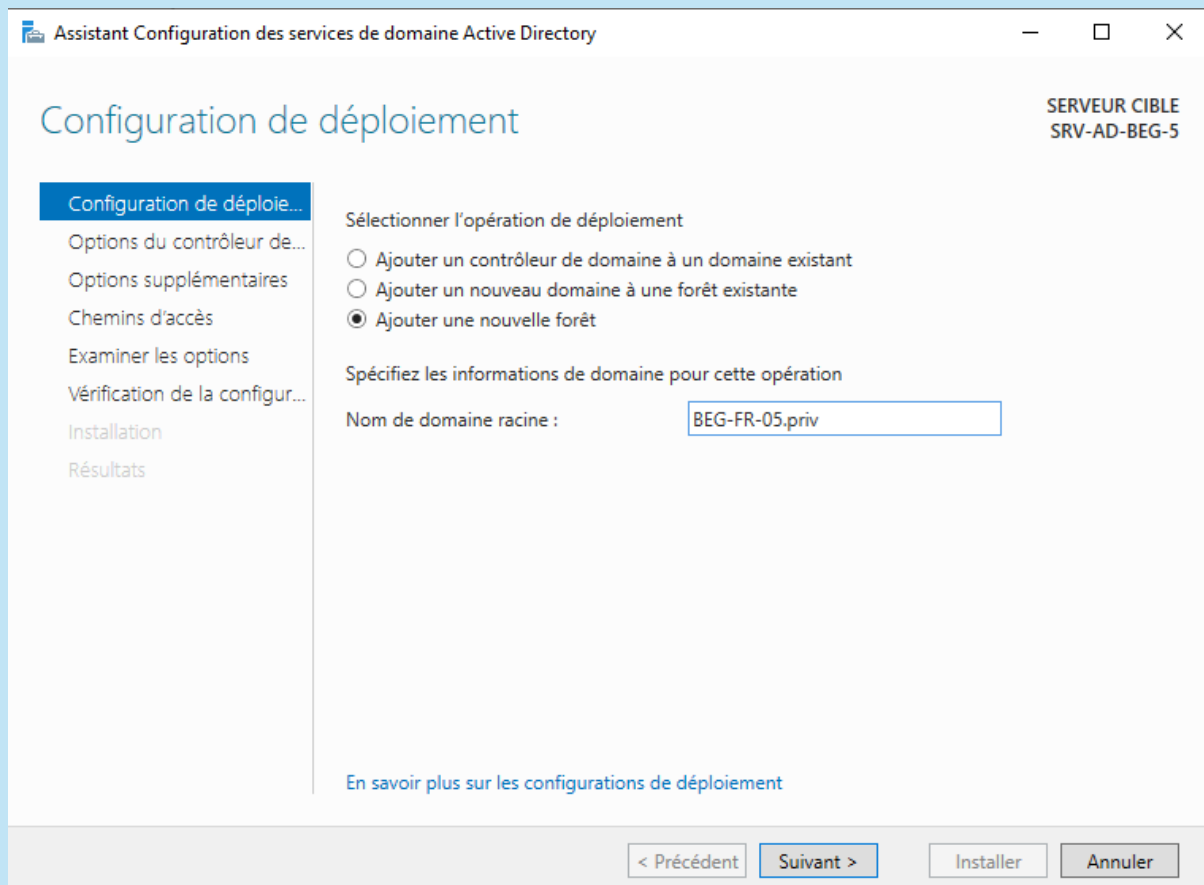 Assistant Configuration des services de domaine Active Directory
Configuration de déploiement
SERVEUR CIBLE
SRV-AD-BEG-5
Configuration de déploie...
Options du contrôleur de...
Options supplémentaires
Chemins d'accès
Examiner les options
Vérification de la configur...
Installation
Résultats
Sélectionner l'opération de déploiement
Ajouter un contrôleur de domaine à un domaine existant
Ajouter un nouveau domaine à une forêt existante
Ajouter une nouvelle forêt
Spécifiez les informations de domaine pour cette opération
Nom de domaine racine : BEG-FR-05.priv
En savoir plus sur les configurations de déploiement
< Précédent Suivant > Installer Annuler